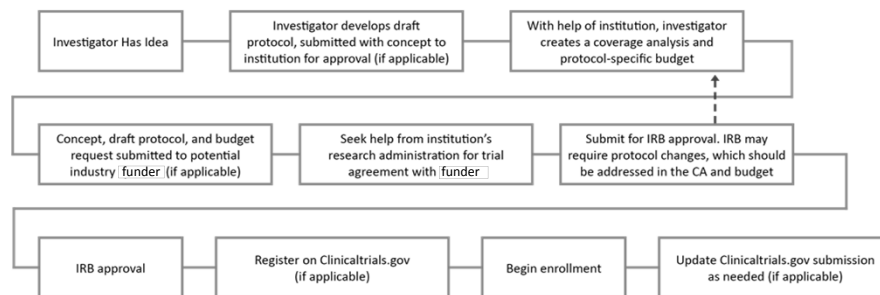 Investigator Has Idea
Investigator develops draft
protocol, submitted with concept to
institution for approval (if applicable)
With help of institution, investigator
creates a coverage analysis and
protocol-specific budget
Concept, draft protocol, and budget
request submitted to potential
industry funder (if applicable)
Seek help from institution's
research administration for trial
agreement with funder
Submit for IRB approval. IRB may
require protocol changes, which should
be addressed in the CA and budget
IRB approval
Register on Clinicaltrials.gov
(if applicable)
Begin enrollment
Update Clinicaltrials.gov submission
as needed (if applicable)